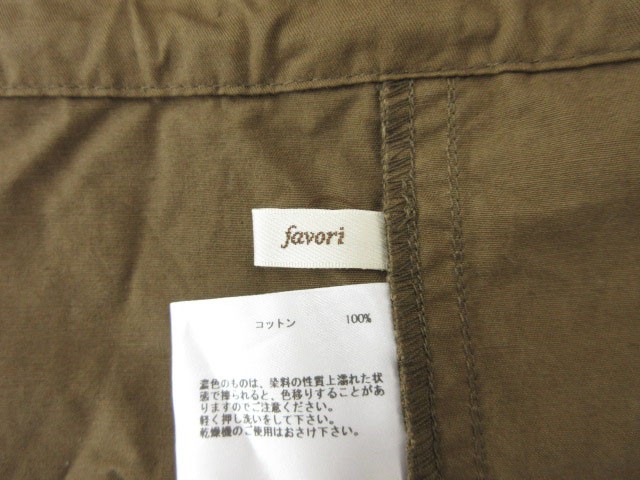 favori
コットン 100%
濃色のものは、染料の性質上濡れた状
態で擦られると、色移りすることがあ
りますのでご注意ください。
軽く押し洗いをして下さい。
乾燥機のご使用はおさけ下さい。